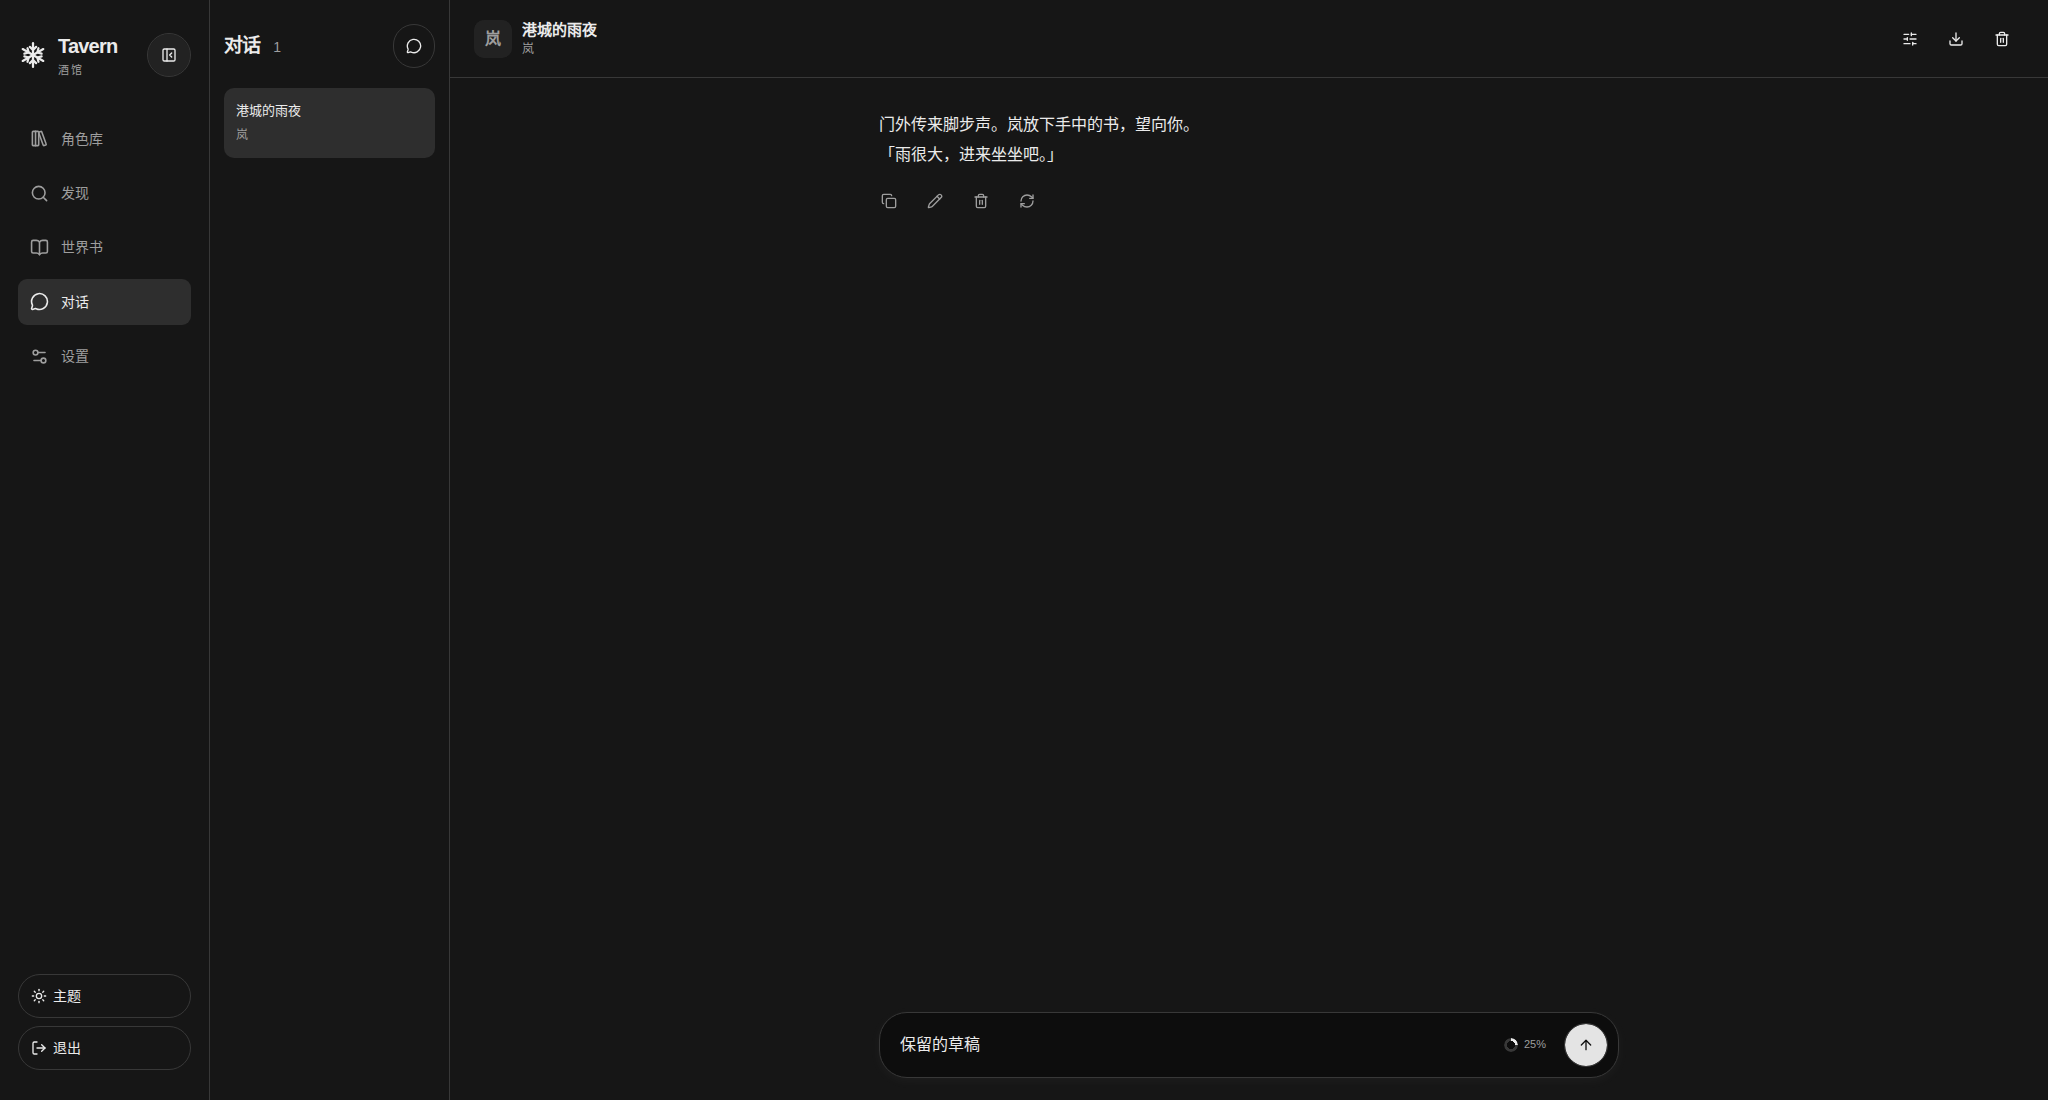 Tavern
酒馆
角色库
发现
世界书
对话
设置
主题
退出
对话 1
港城的雨夜
岚
岚
港城的雨夜
岚
门外传来脚步声。岚放下手中的书，望向你。
「雨很大，进来坐坐吧。」
保留的草稿
25%